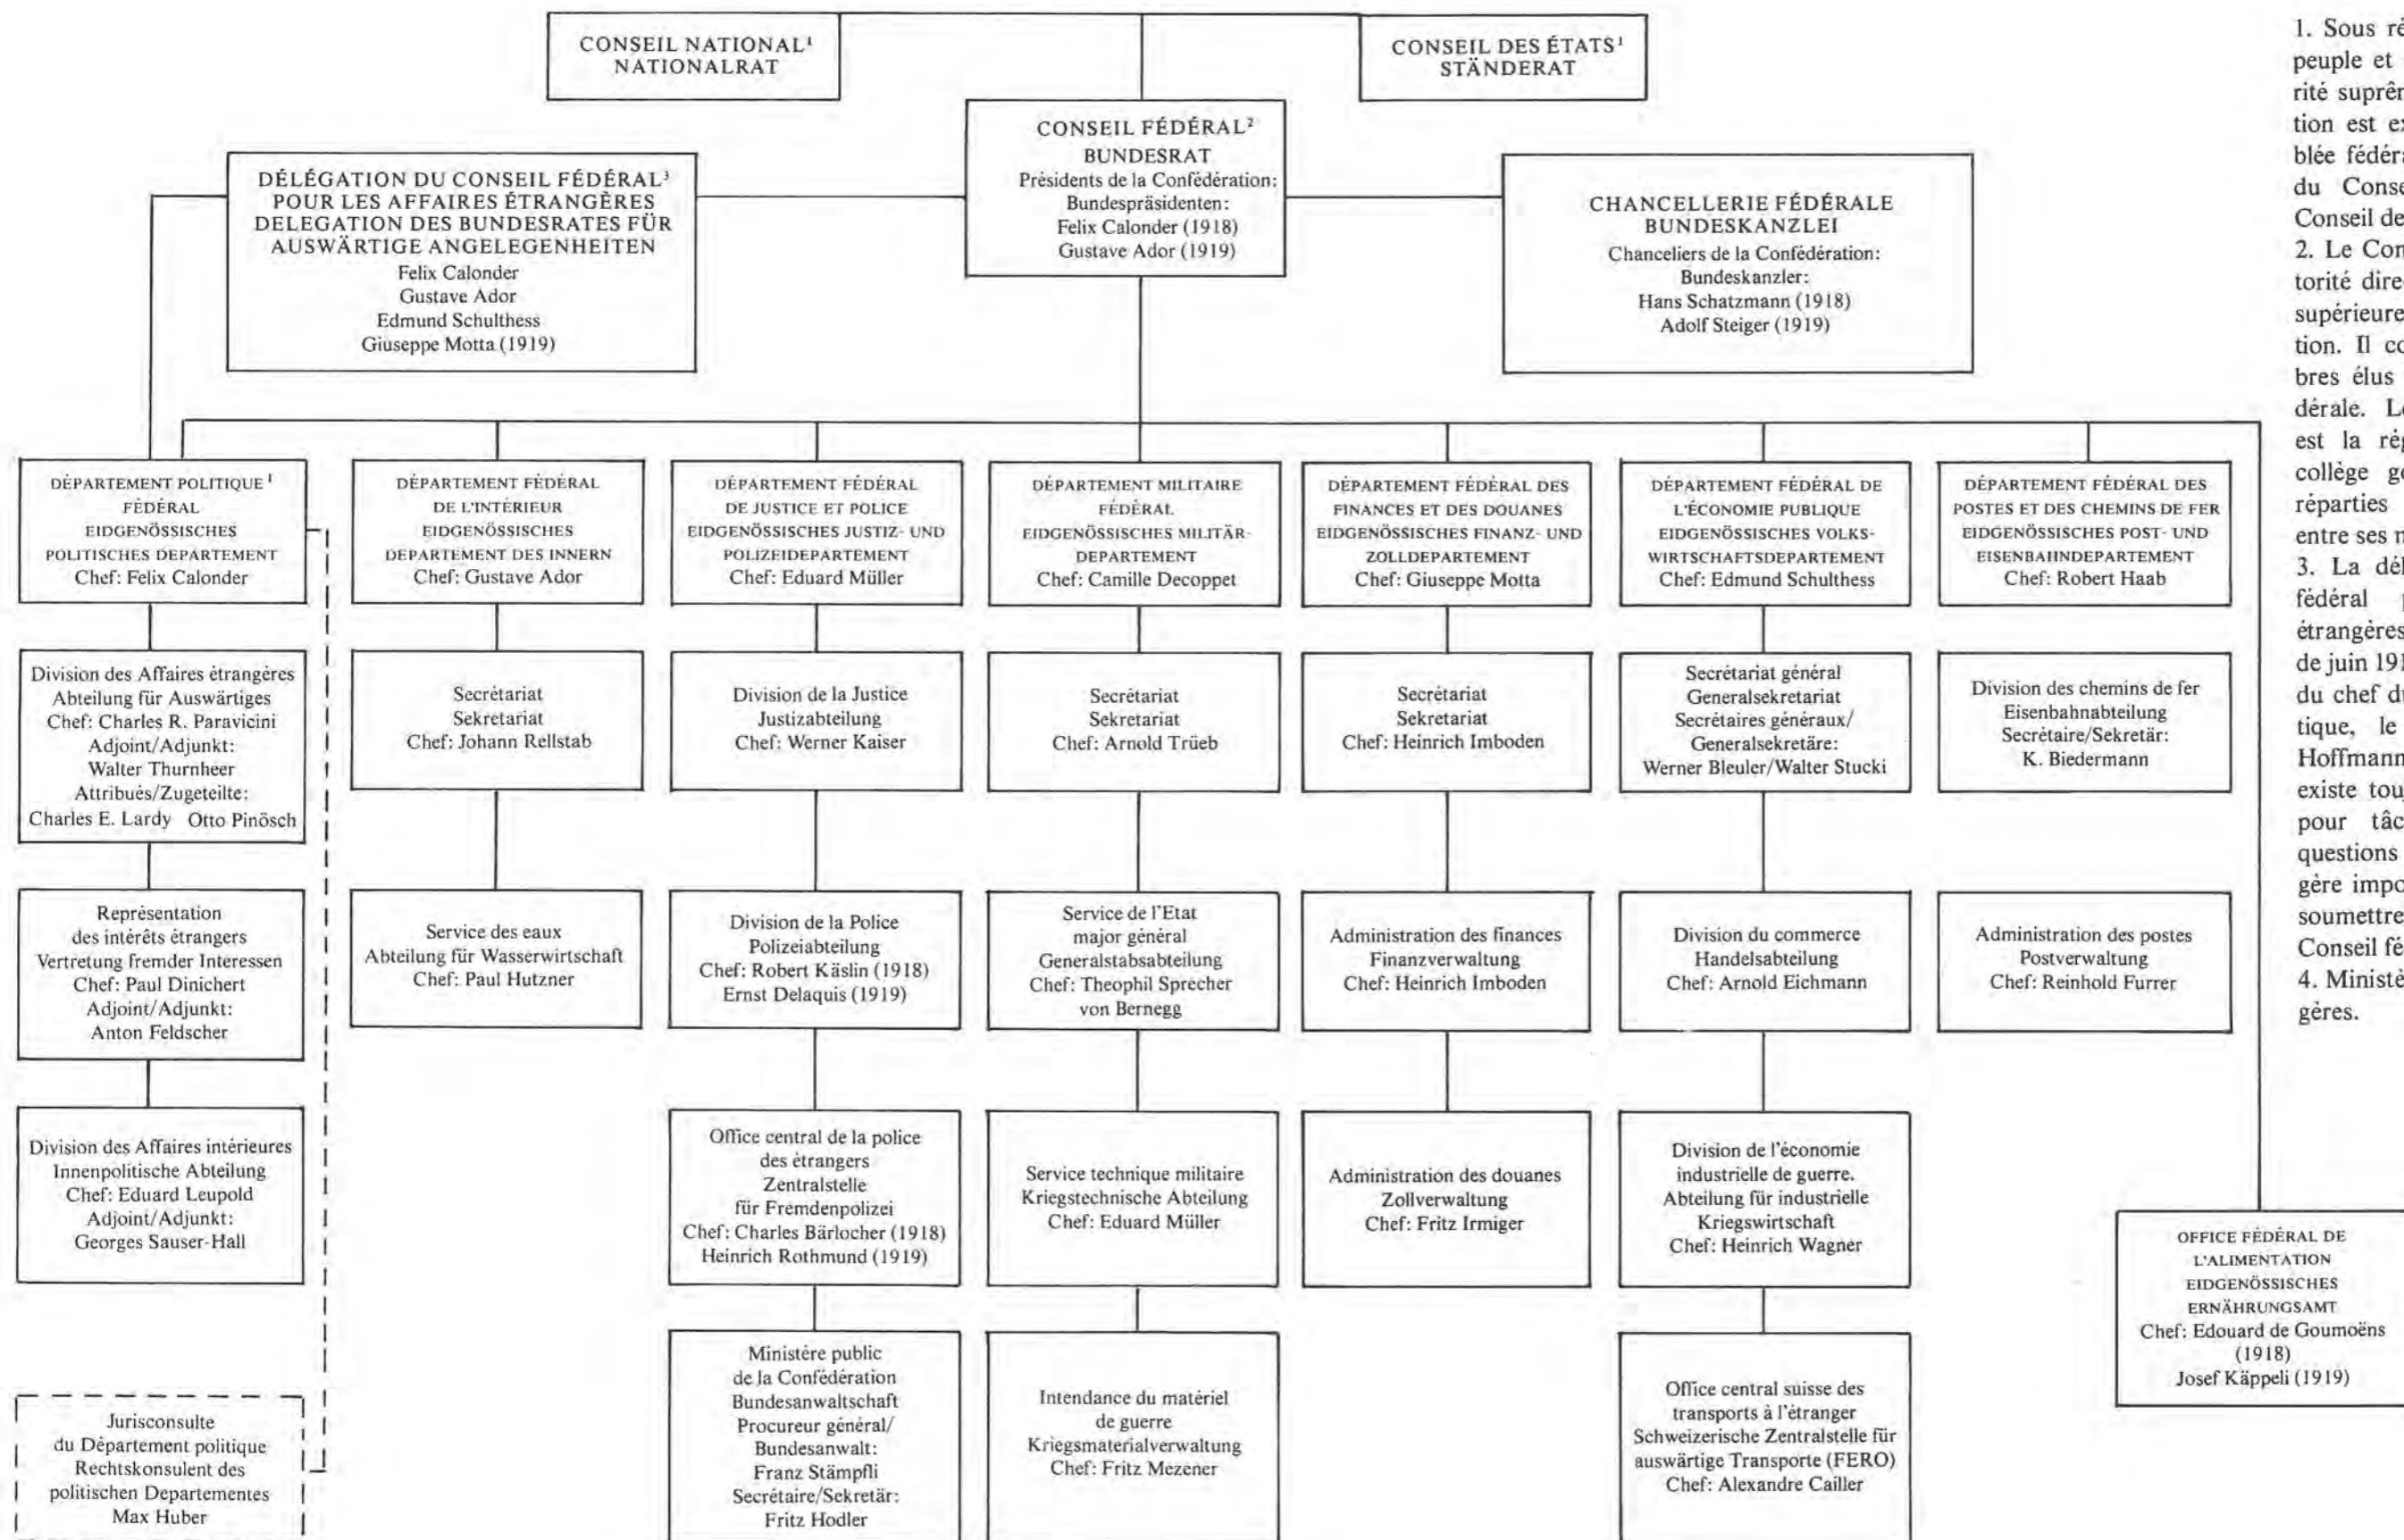 CONSEIL NATIONAL¹
NATIONALRAT
CONSEIL DES ÉTATS¹
STÄNDERAT
CONSEIL FÉDÉRAL²
BUNDESRAT
Présidents de la Confédération:
Bundespräsidenten:
Felix Calonder (1918)
Gustave Ador (1919)
DÉLÉGATION DU CONSEIL FÉDÉRAL³
POUR LES AFFAIRES ÉTRANGÈRES
DELEGATION DES BUNDESRATES FÜR
AUSWÄRTIGE ANGELEGENHEITEN
Felix Calonder
Gustave Ador
Edmund Schulthess
Giuseppe Motta (1919)
CHANCELLERIE FÉDÉRALE
BUNDESKANZLEI
Chanceliers de la Confédération:
Bundeskanzler:
Hans Schatzmann (1918)
Adolf Steiger (1919)
DÉPARTEMENT POLITIQUE ¹
FÉDÉRAL
EIDGENÖSSISCHES
POLITISCHES DEPARTEMENT
Chef: Felix Calonder
DÉPARTEMENT FÉDÉRAL
DE L'INTÉRIEUR
EIDGENÖSSISCHES
DEPARTEMENT DES INNERN
Chef: Gustave Ador
DÉPARTEMENT FÉDÉRAL
DE JUSTICE ET POLICE
EIDGENÖSSISCHES JUSTIZ- UND
POLIZEIDEPARTEMENT
Chef: Eduard Müller
DÉPARTEMENT MILITAIRE
FÉDÉRAL
EIDGENÖSSISCHES MILITÄR-
DEPARTEMENT
Chef: Camille Decoppet
DÉPARTEMENT FÉDÉRAL DES
FINANCES ET DES DOUANES
EIDGENÖSSISCHES FINANZ- UND
ZOLLDEPARTEMENT
Chef: Giuseppe Motta
DÉPARTEMENT FÉDÉRAL DE
L'ÉCONOMIE PUBLIQUE
EIDGENÖSSISCHES VOLKS-
WIRTSCHAFTSDEPARTEMENT
Chef: Edmund Schulthess
DÉPARTEMENT FÉDÉRAL DES
POSTES ET DES CHEMINS DE FER
EIDGENÖSSISCHES POST- UND
EISENBAHNDEPARTEMENT
Chef: Robert Haab
Division des Affaires étrangères
Abteilung für Auswärtiges
Chef: Charles R. Paravicini
Adjoint/Adjunkt:
Walter Thurnheer
Attribués/Zugeteilte:
Charles E. Lardy Otto Pinösch
Secrétariat
Sekretariat
Chef: Johann Rellstab
Division de la Justice
Justizabteilung
Chef: Werner Kaiser
Secrétariat
Sekretariat
Chef: Arnold Trüeb
Secrétariat
Sekretariat
Chef: Heinrich Imboden
Secrétariat général
Generalsekretariat
Secrétaires généraux/
Generalsekretäre:
Werner Bleuler/Walter Stucki
Division des chemins de fer
Eisenbahnabteilung
Secrétaire/Sekretär:
K. Biedermann
Représentation
des intérêts étrangers
Vertretung fremder Interessen
Chef: Paul Dinichert
Adjoint/Adjunkt:
Anton Feldscher
Service des eaux
Abteilung für Wasserwirtschaft
Chef: Paul Hutzner
Division de la Police
Polizeiabteilung
Chef: Robert Käslin (1918)
Ernst Delaquis (1919)
Service de l'Etat
major général
Generalstabsabteilung
Chef: Theophil Sprecher
von Bernegg
Administration des finances
Finanzverwaltung
Chef: Heinrich Imboden
Division du commerce
Handelsabteilung
Chef: Arnold Eichmann
Administration des postes
Postverwaltung
Chef: Reinhold Furrer
Division des Affaires intérieures
Innenpolitische Abteilung
Chef: Eduard Leupold
Adjoint/Adjunkt:
Georges Sauser-Hall
Office central de la police
des étrangers
Zentralstelle
für Fremdenpolizei
Chef: Charles Bärlocher (1918)
Heinrich Rothmund (1919)
Service technique militaire
Kriegstechnische Abteilung
Chef: Eduard Müller
Administration des douanes
Zollverwaltung
Chef: Fritz Irmiger
Division de l'économie
industrielle de guerre.
Abteilung für industrielle
Kriegswirtschaft
Chef: Heinrich Wagner
OFFICE FÉDÉRAL DE
L'ALIMENTATION
EIDGENÖSSISCHES
ERNÄHRUNGSAMT
Chef: Edouard de Goumoëns
(1918)
Josef Käppeli (1919)
Jurisconsulte
du Département politique
Rechtskonsulent des
politischen Departementes
Max Huber
Ministère public
de la Confédération
Bundesanwaltschaft
Procureur général/
Bundesanwalt:
Franz Stämpfli
Secrétaire/Sekretär:
Fritz Hodler
Intendance du matériel
de guerre
Kriegsmaterialverwaltung
Chef: Fritz Mezener
Office central suisse des
transports à l'étranger
Schweizerische Zentralstelle für
auswärtige Transporte (FERO)
Chef: Alexandre Cailler
1. Sous ré
peuple et
rité suprêr
tion est ex
blée fédéra
du Conse
Conseil de
2. Le Con
torité dire
supérieure
tion. Il co
bres élus
dérale. Le
est la règ
collège ge
réparties
entre ses n
3. La dél
fédéral p
étrangères
de juin 191
du chef du
tique, le
Hoffmann
existe tou
pour tâc
questions
gère impo
soumettre
Conseil fé
4. Ministè
gères.